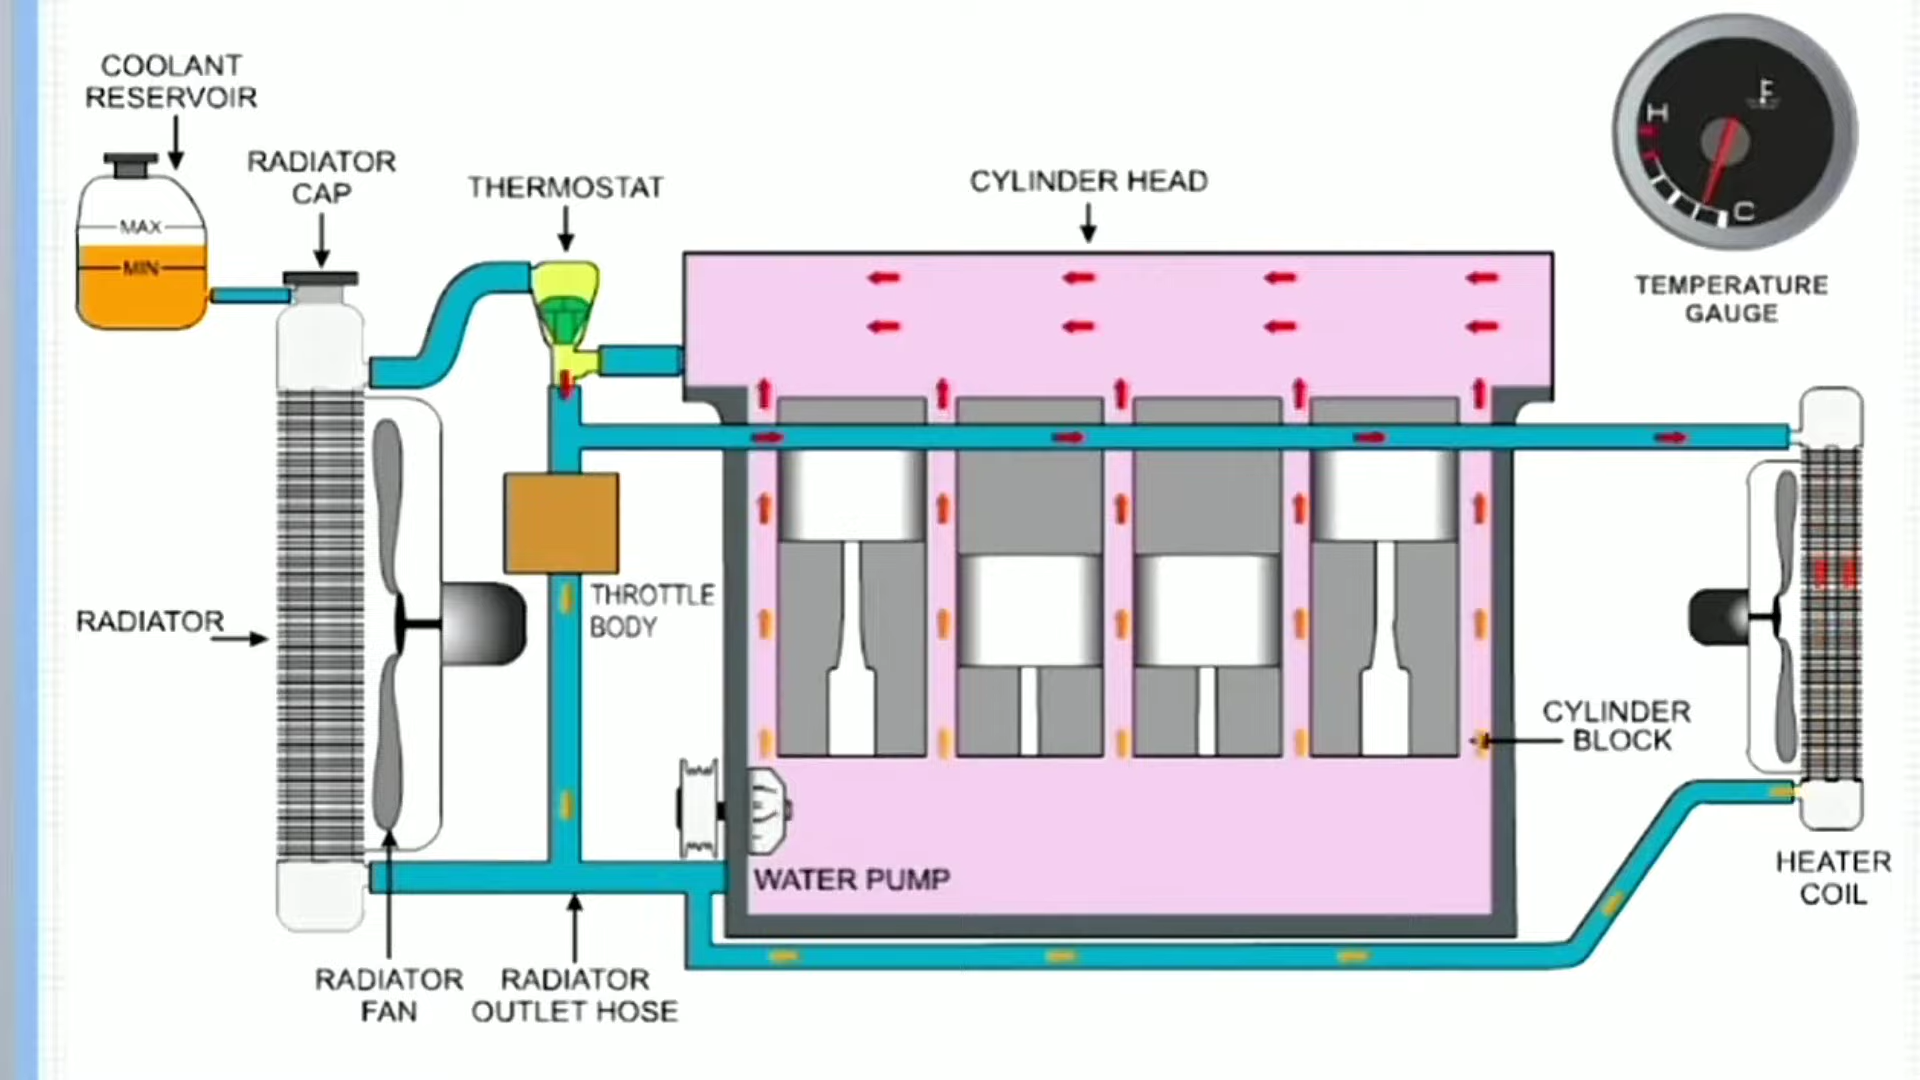 COOLANT
RESERVOIR
RADIATOR
CAP
THERMOSTAT
CYLINDER HEAD
H
C
TEMPERATURE
GAUGE
MAX
MIN
RADIATOR
THROTTLE
BODY
CYLINDER
BLOCK
WATER PUMP
HEATER
COIL
RADIATOR
FAN
RADIATOR
OUTLET HOSE